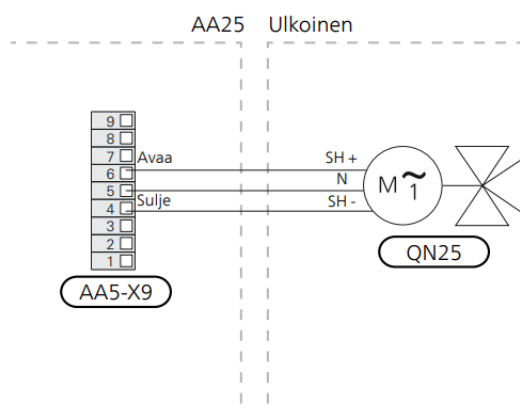 AA25 Ulkoinen
9
8
7 Avaa SH +
6 N
5 Sulje SH -
4
3
2
1
M ~ 1
QN25
AA5-X9